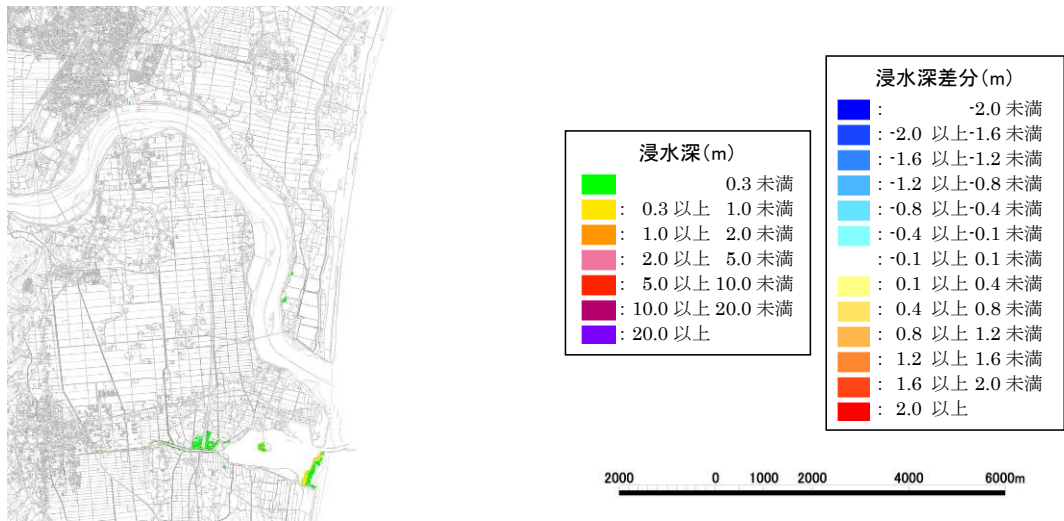 浸水深(m)
0.3 未満
: 0.3 以上 1.0 未満
: 1.0 以上 2.0 未満
: 2.0 以上 5.0 未満
: 5.0 以上 10.0 未満
: 10.0 以上 20.0 未満
: 20.0 以上
浸水深差分(m)
: -2.0 未満
: -2.0 以上 -1.6 未満
: -1.6 以上 -1.2 未満
: -1.2 以上 -0.8 未満
: -0.8 以上 -0.4 未満
: -0.4 以上 -0.1 未満
: -0.1 以上 0.1 未満
: 0.1 以上 0.4 未満
: 0.4 以上 0.8 未満
: 0.8 以上 1.2 未満
: 1.2 以上 1.6 未満
: 1.6 以上 2.0 未満
: 2.0 以上
2000 0 1000 2000 4000 6000m